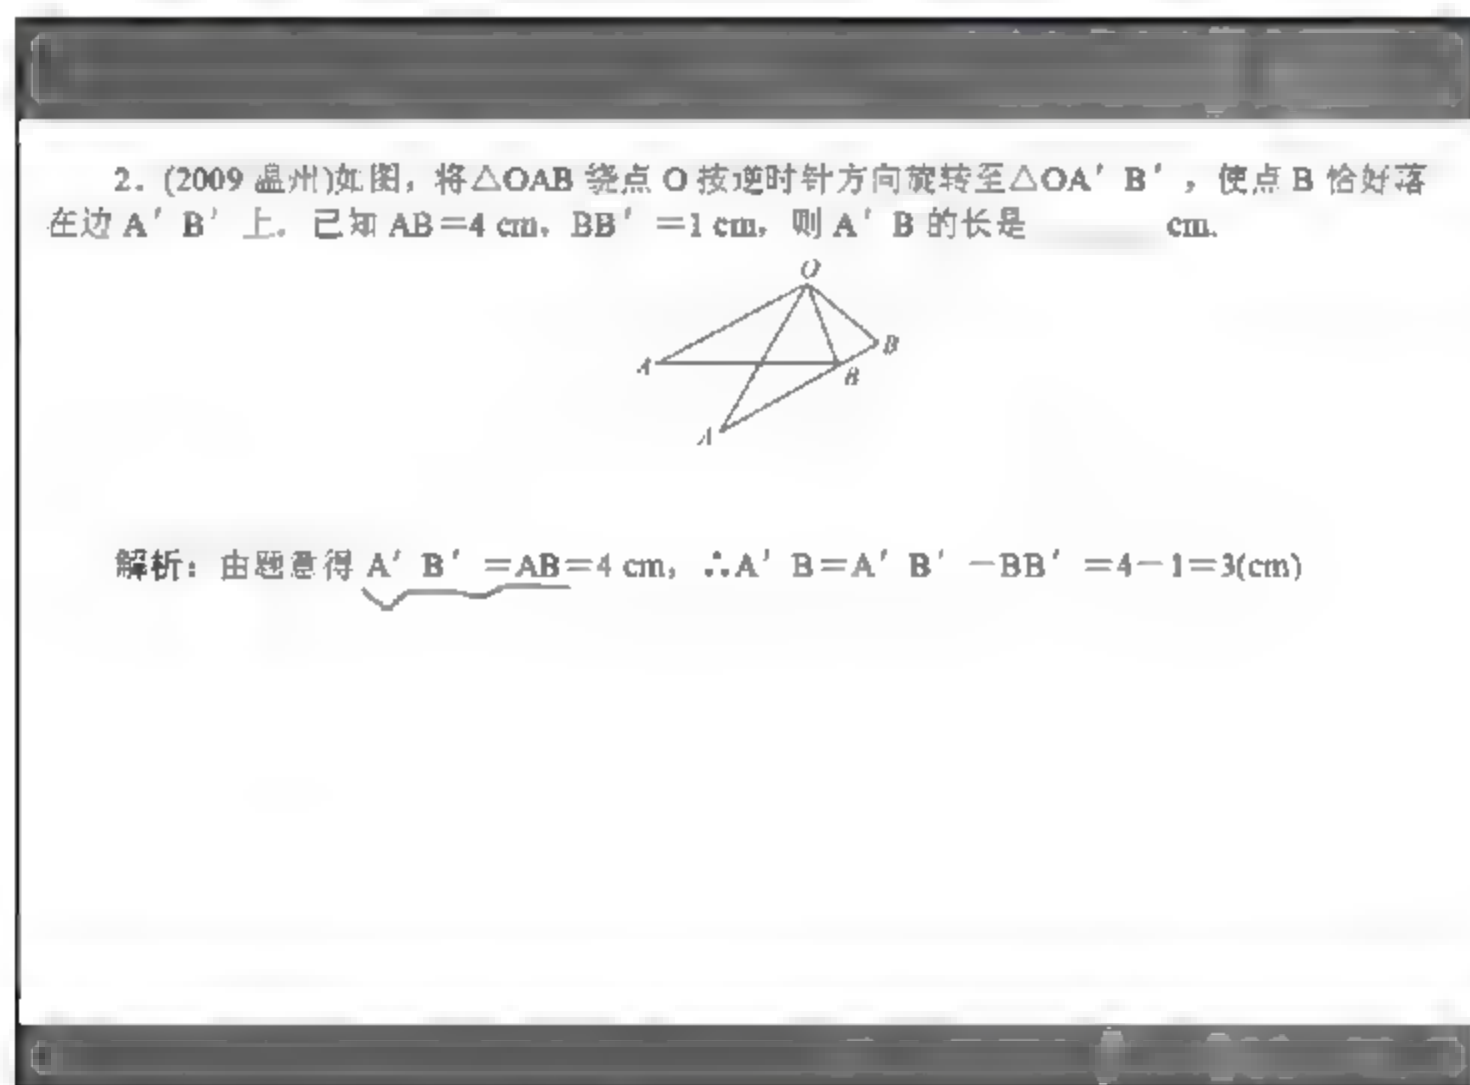 2. (2009 温州)如图，将△OAB 绕点 O 按逆时针方向旋转至△OA′ B′，使点 B 恰好落
在边 A′ B′ 上。已知 AB=4 cm，BB′ =1 cm，则 A′ B 的长是 ______ cm.
O
B
A
B
A
解析：由题意得 A′ B′ =AB=4 cm，∴A′ B=A′ B′ -BB′ =4-1=3(cm)